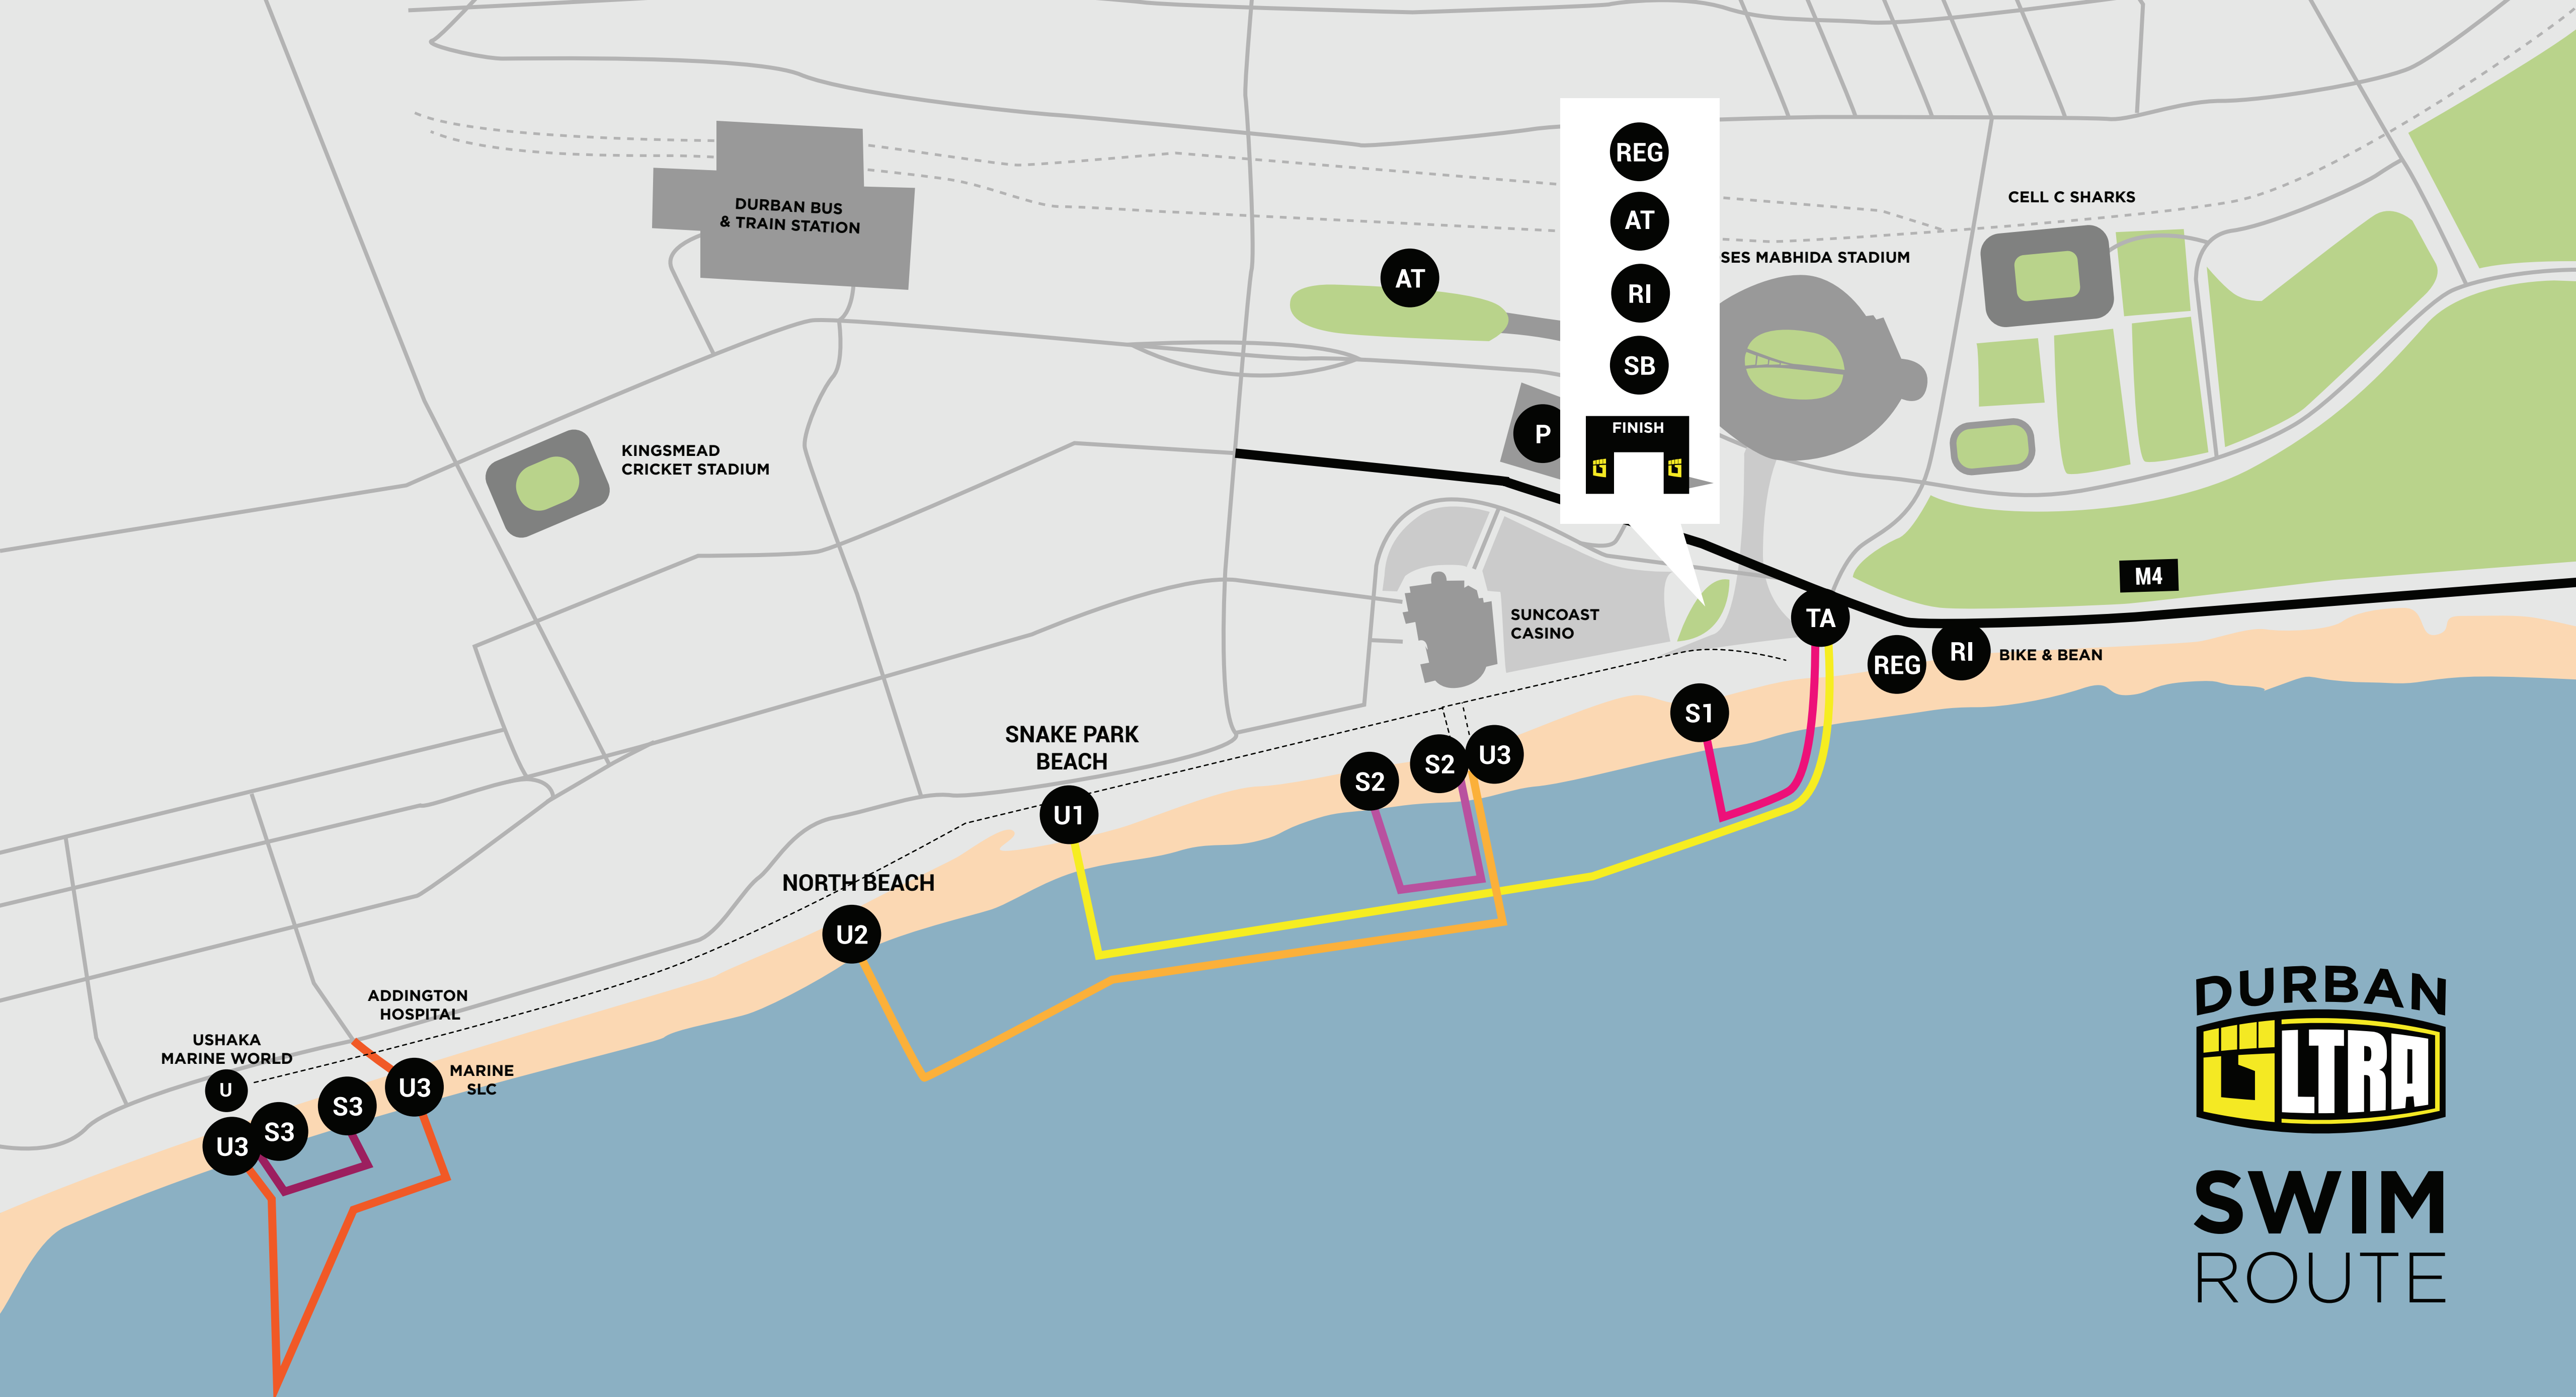 REG
AT
RI
SB
FINISH
CELL C SHARKS
DURBAN BUS
& TRAIN STATION
SES MABHIDA STADIUM
AT
P
KINGSMEAD
CRICKET STADIUM
M4
SUNCOAST
CASINO
TA
REG
RI
BIKE & BEAN
S1
SNAKE PARK
BEACH
U1
S2
S2
U3
NORTH BEACH
U2
ADDINGTON
HOSPITAL
USHAKA
MARINE WORLD
U
U3
S3
S3
U3
MARINE
SLC
DURBAN
ULTRA
SWIM
ROUTE